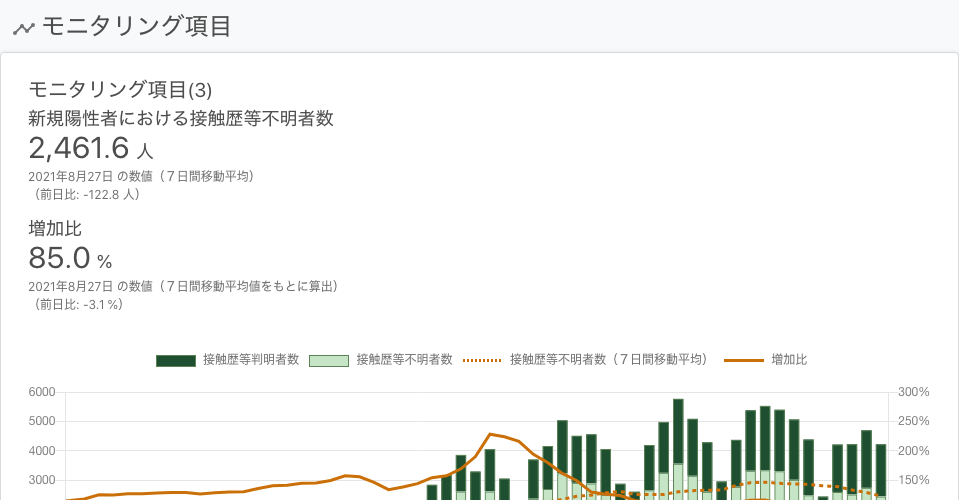 モニタリング項目
モニタリング項目(3)
新規陽性者における接触歴等不明者数
2,461.6 人
2021年8月27日 の数値（７日間移動平均）
（前日比: -122.8 人）
増加比
85.0 %
2021年8月27日 の数値（７日間移動平均値をもとに算出）
（前日比: -3.1 %）
接触歴等判明者数 接触歴等不明者数 接触歴等不明者数（７日間移動平均） 増加比
6000 300%
5000 250%
4000 200%
3000 150%